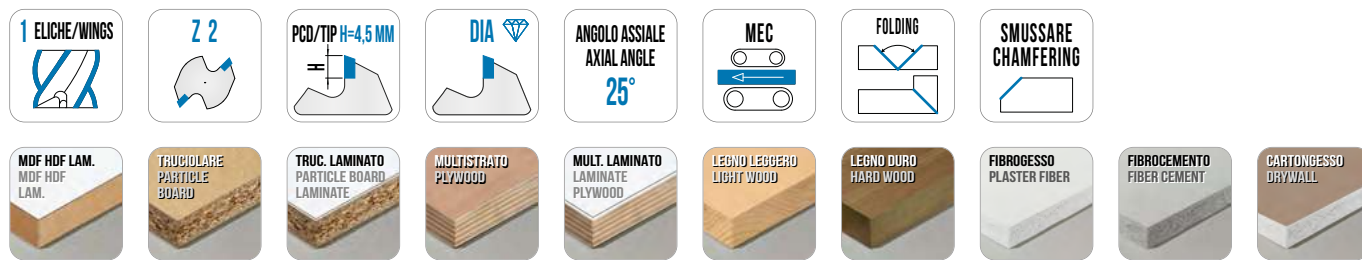 1 ELICHE/WINGS
Z 2
PCD/TIP H=4,5 MM
H
DIA
ANGOLO ASSIALE
AXIAL ANGLE
25°
MEC
FOLDING
SMUSSARE
CHAMFERING
MDF HDF LAM.
MDF HDF
LAM.
TRUCIOLARE
PARTICLE
BOARD
TRUC. LAMINATO
PARTICLE BOARD
LAMINATE
MULTISTRATO
PLYWOOD
MULT. LAMINATO
LAMINATE
PLYWOOD
LEGNO LEGGERO
LIGHT WOOD
LEGNO DURO
HARD WOOD
FIBROGESSO
PLASTER FIBER
FIBROCEMENTO
FIBER CEMENT
CARTONGESSO
DRYWALL